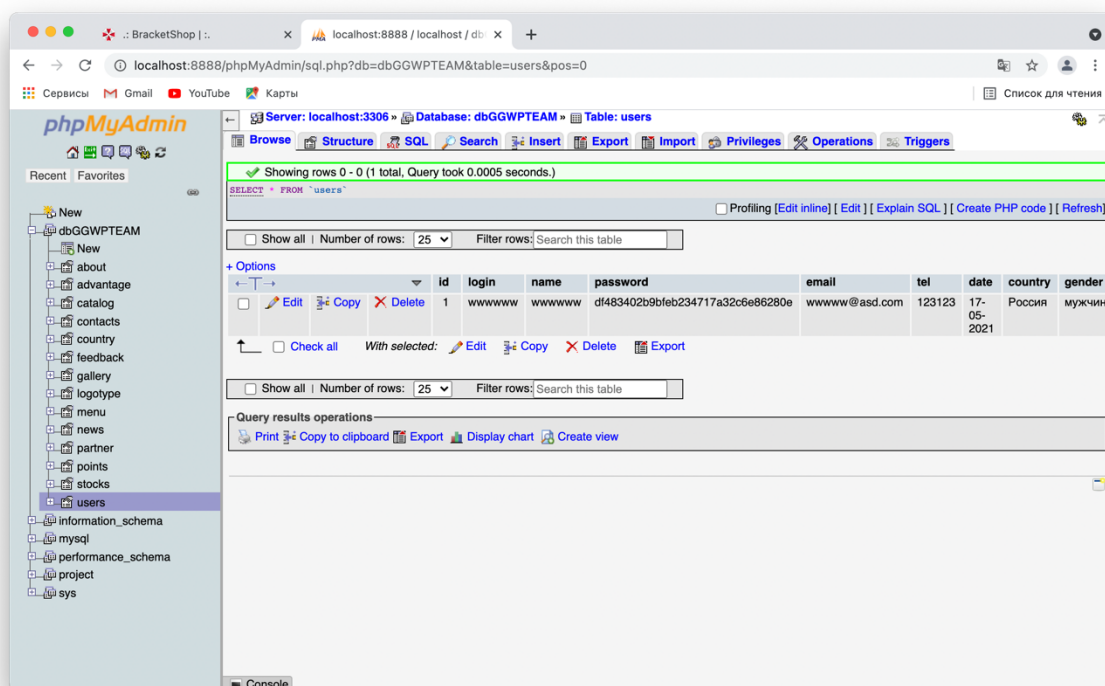 .: BracketShop | :.
localhost:8888 / localhost / db
localhost:8888/phpMyAdmin/sql.php?db=dbGGWPTEAM&table=users&pos=0
Сервисы Gmail YouTube Карты Список для чтения
phpMyAdmin
Recent Favorites
New
dbGGWPTEAM
New
about
advantage
catalog
contacts
country
feedback
gallery
logotype
menu
news
partner
points
stocks
users
information_schema
mysql
performance_schema
project
sys
Server: localhost:3306 » Database: dbGGWPTEAM » Table: users
Browse Structure SQL Search Insert Export Import Privileges Operations Triggers
Showing rows 0 - 0 (1 total, Query took 0.0005 seconds.)
SELECT * FROM `users`
Profiling [Edit inline] [ Edit ] [ Explain SQL ] [ Create PHP code ] [ Refresh]
Show all | Number of rows: 25 Filter rows: Search this table
+ Options
id login name password email tel date country gender
Edit Copy Delete 1 wwwwww wwwwww df483402b9bfeb234717a32c6e86280e wwwww@asd.com 123123 17-05-2021 Россия мужчин
Check all With selected: Edit Copy Delete Export
Show all | Number of rows: 25 Filter rows: Search this table
Query results operations
Print Copy to clipboard Export Display chart Create view
Console